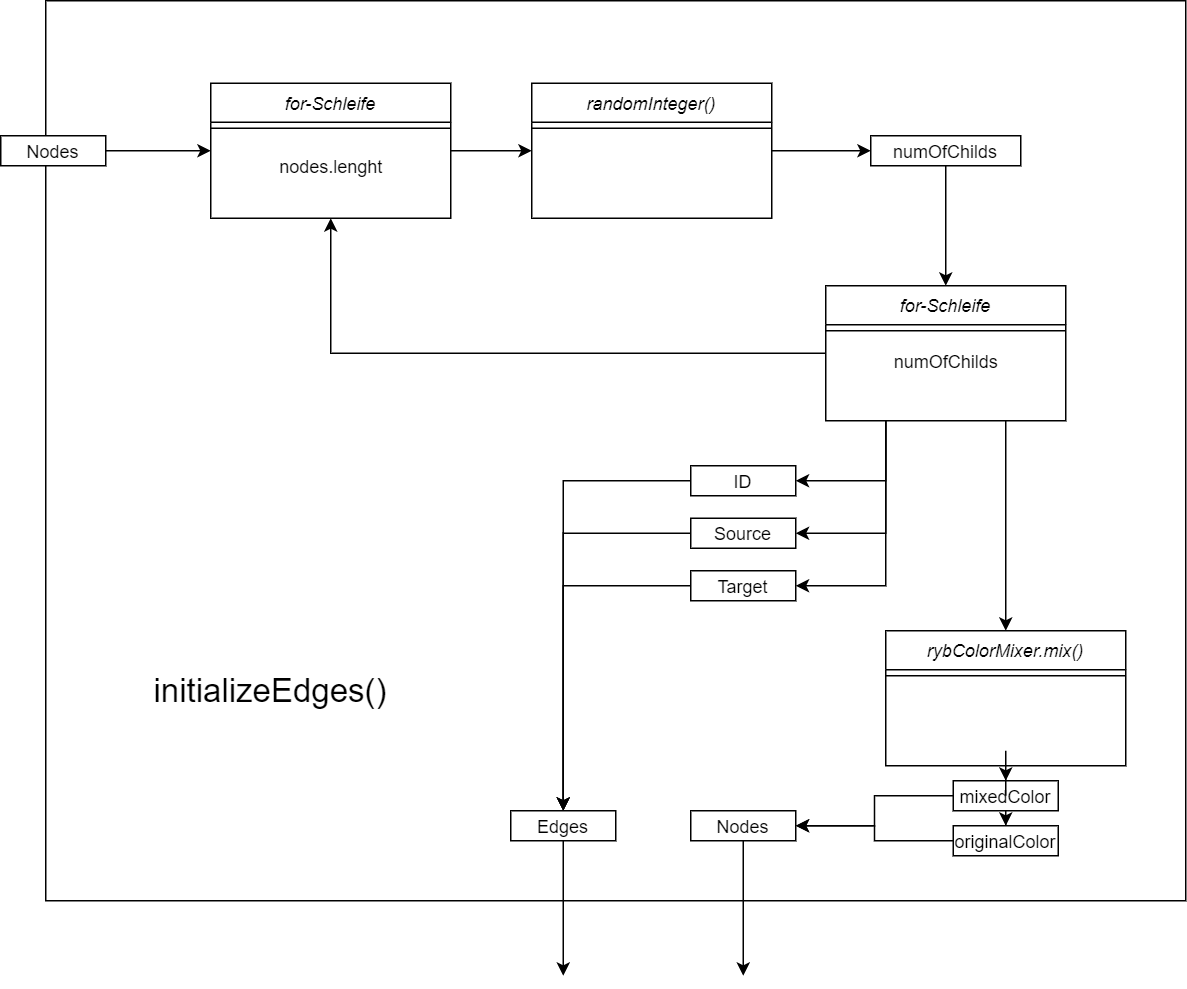 for-Schleife
randomInteger()
Nodes
nodes.lenght
numOfChilds
for-Schleife
numOfChilds
ID
Source
Target
rybColorMixer.mix()
initializeEdges()
mixedColor
Edges
Nodes
originalColor